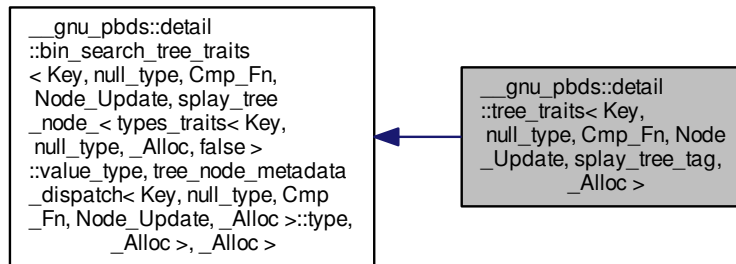 __gnu_pbds::detail
::bin_search_tree_traits
< Key, null_type, Cmp_Fn,
Node_Update, splay_tree
_node_< types_traits< Key,
null_type, _Alloc, false >
::value_type, tree_node_metadata
_dispatch< Key, null_type, Cmp
_Fn, Node_Update, _Alloc >::type,
_Alloc >, _Alloc >
__gnu_pbds::detail
::tree_traits< Key,
null_type, Cmp_Fn, Node
_Update, splay_tree_tag,
_Alloc >